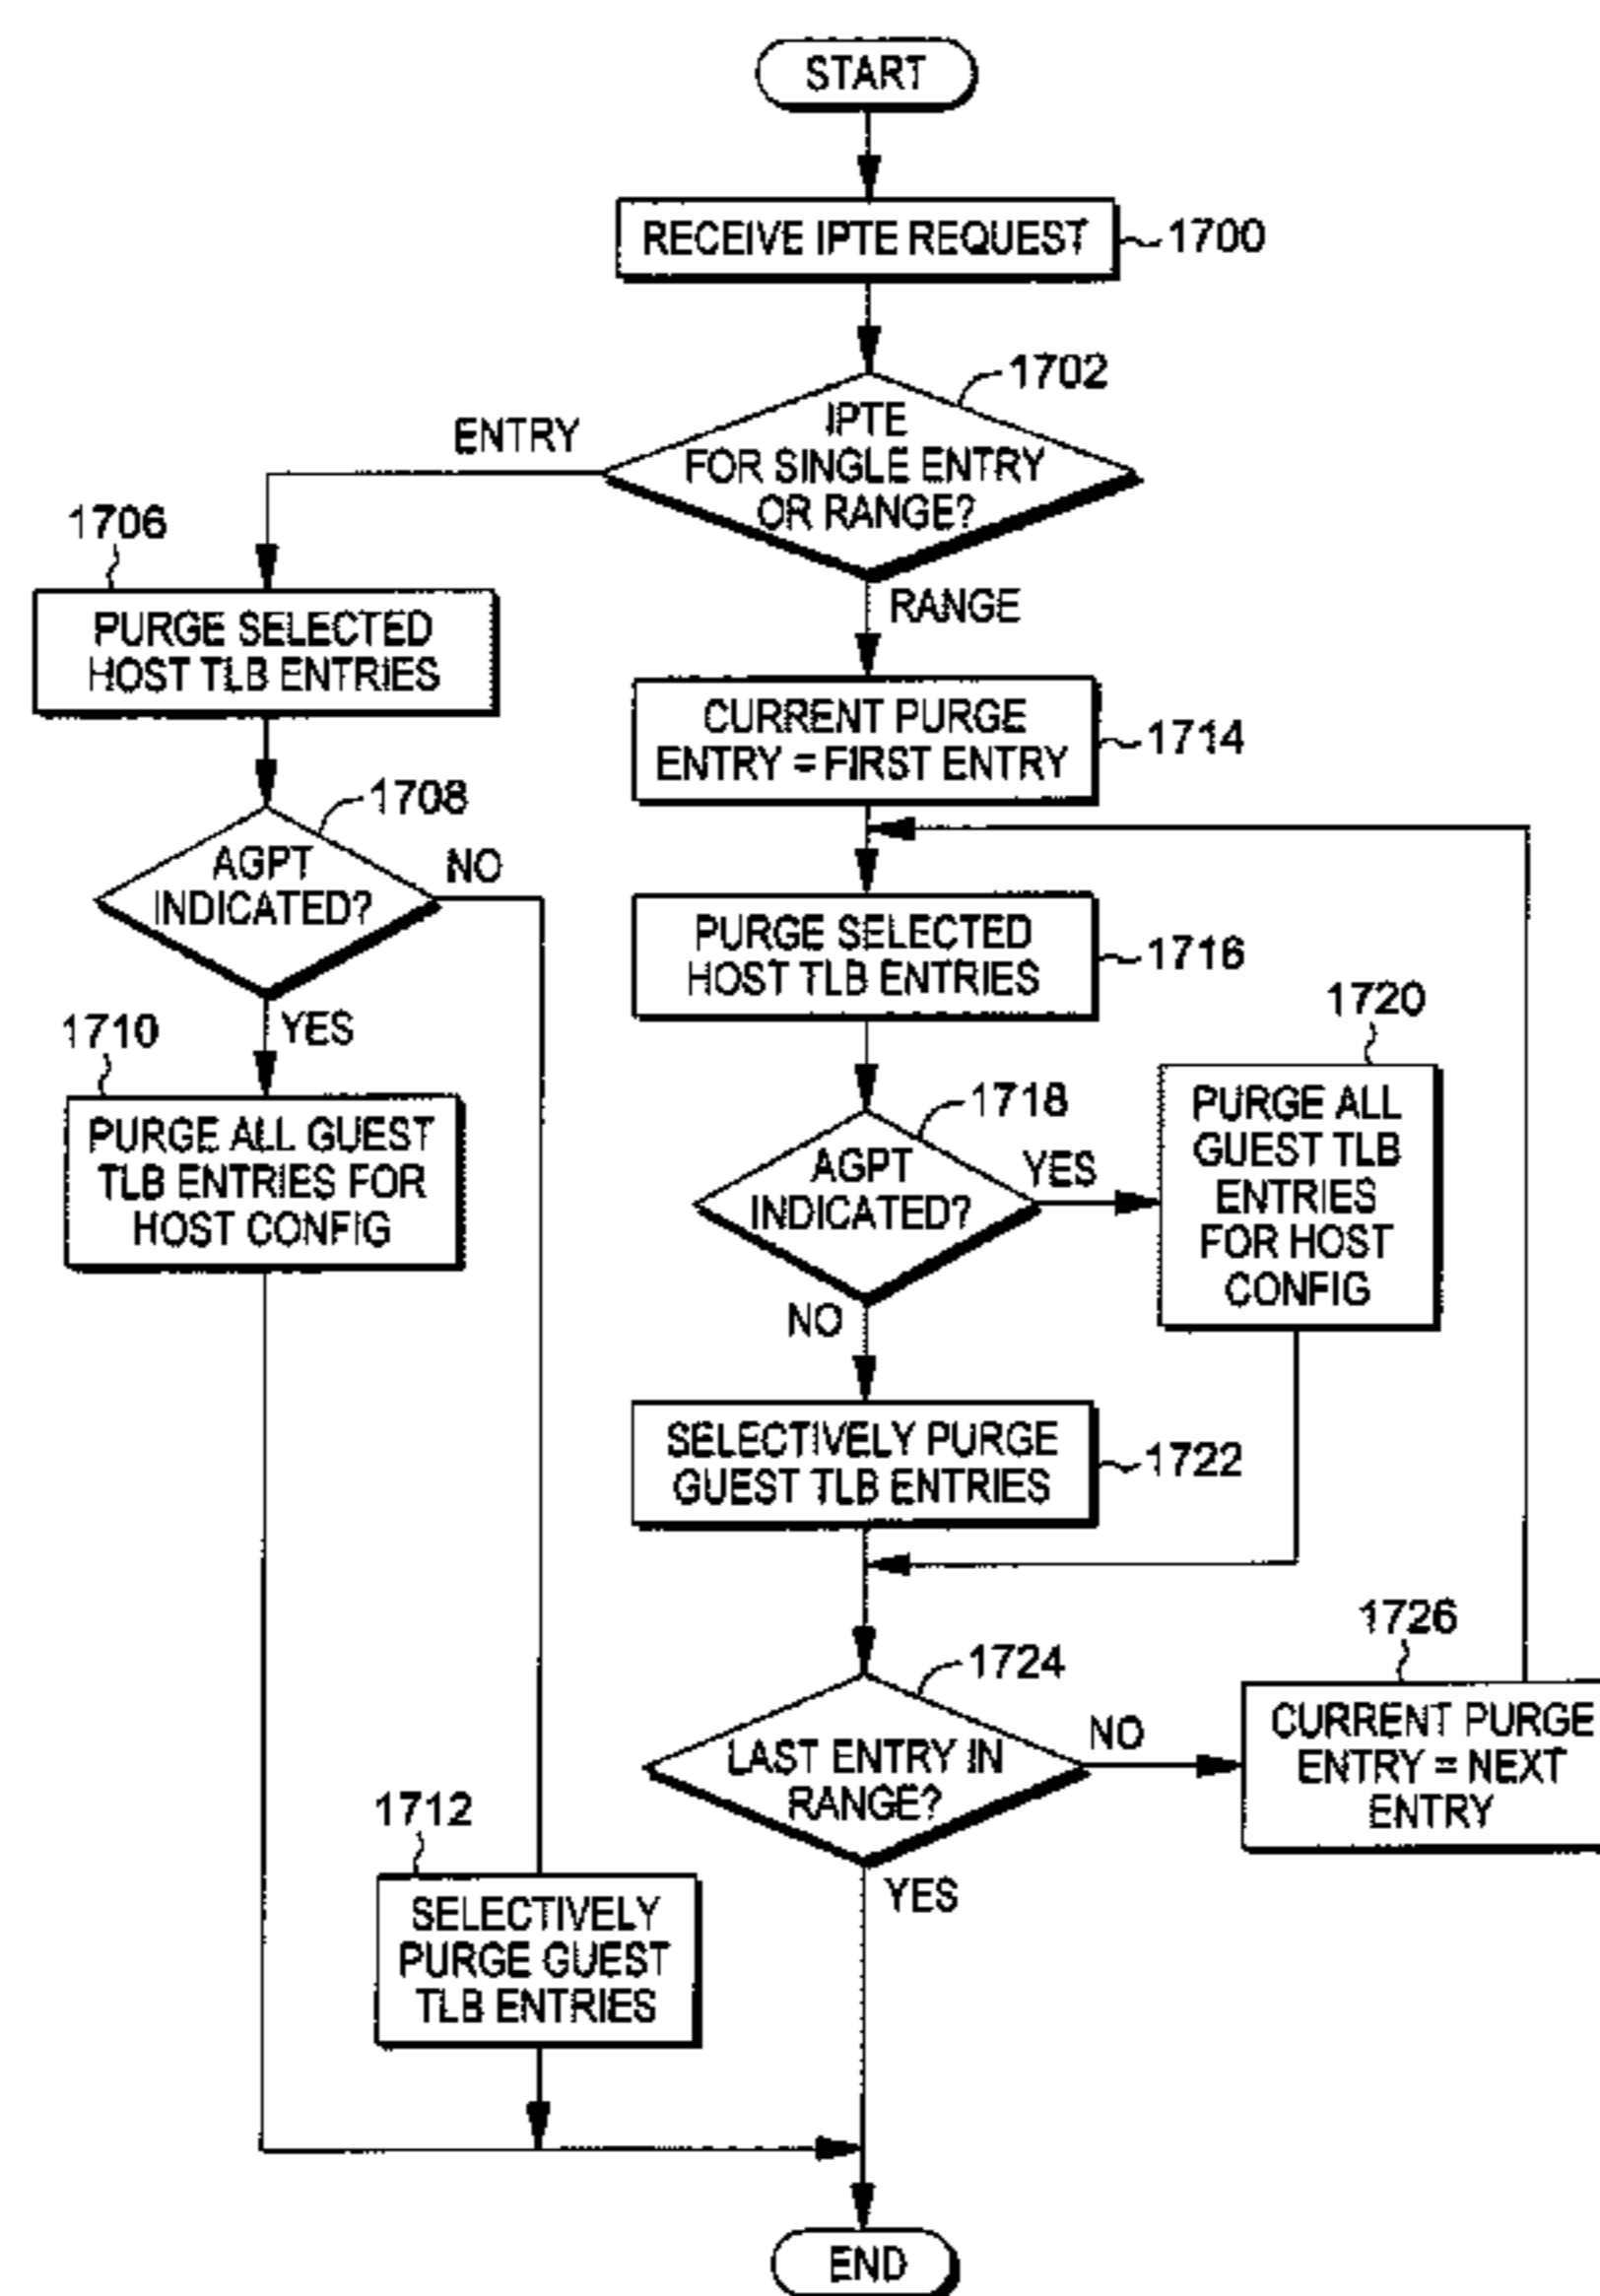 START
RECEIVE IPTE REQUEST
1700
1702
IPTE
FOR SINGLE ENTRY
OR RANGE?
ENTRY
RANGE
1706
PURGE SELECTED
HOST TLB ENTRIES
1708
AGPT
INDICATED?
NO
YES
1710
PURGE ALL GUEST
TLB ENTRIES FOR
HOST CONFIG
1712
SELECTIVELY
PURGE GUEST
TLB ENTRIES
CURRENT PURGE
ENTRY = FIRST ENTRY
1714
PURGE SELECTED
HOST TLB ENTRIES
1716
1718
AGPT
INDICATED?
YES
NO
1720
PURGE ALL
GUEST TLB
ENTRIES
FOR HOST
CONFIG
SELECTIVELY PURGE
GUEST TLB ENTRIES
1722
1724
LAST ENTRY IN
RANGE?
NO
YES
1726
CURRENT PURGE
ENTRY = NEXT
ENTRY
END